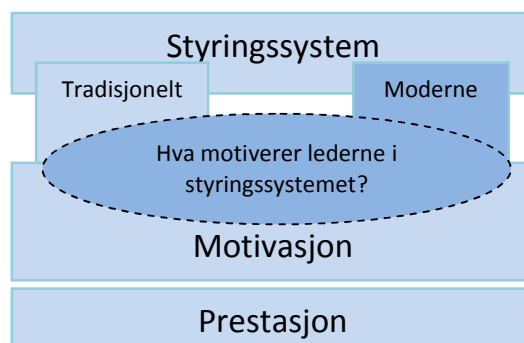 Styringssystem
Tradisjonelt
Moderne
Hva motiverer lederne i
styringssystemet?
Motivasjon
Prestasjon